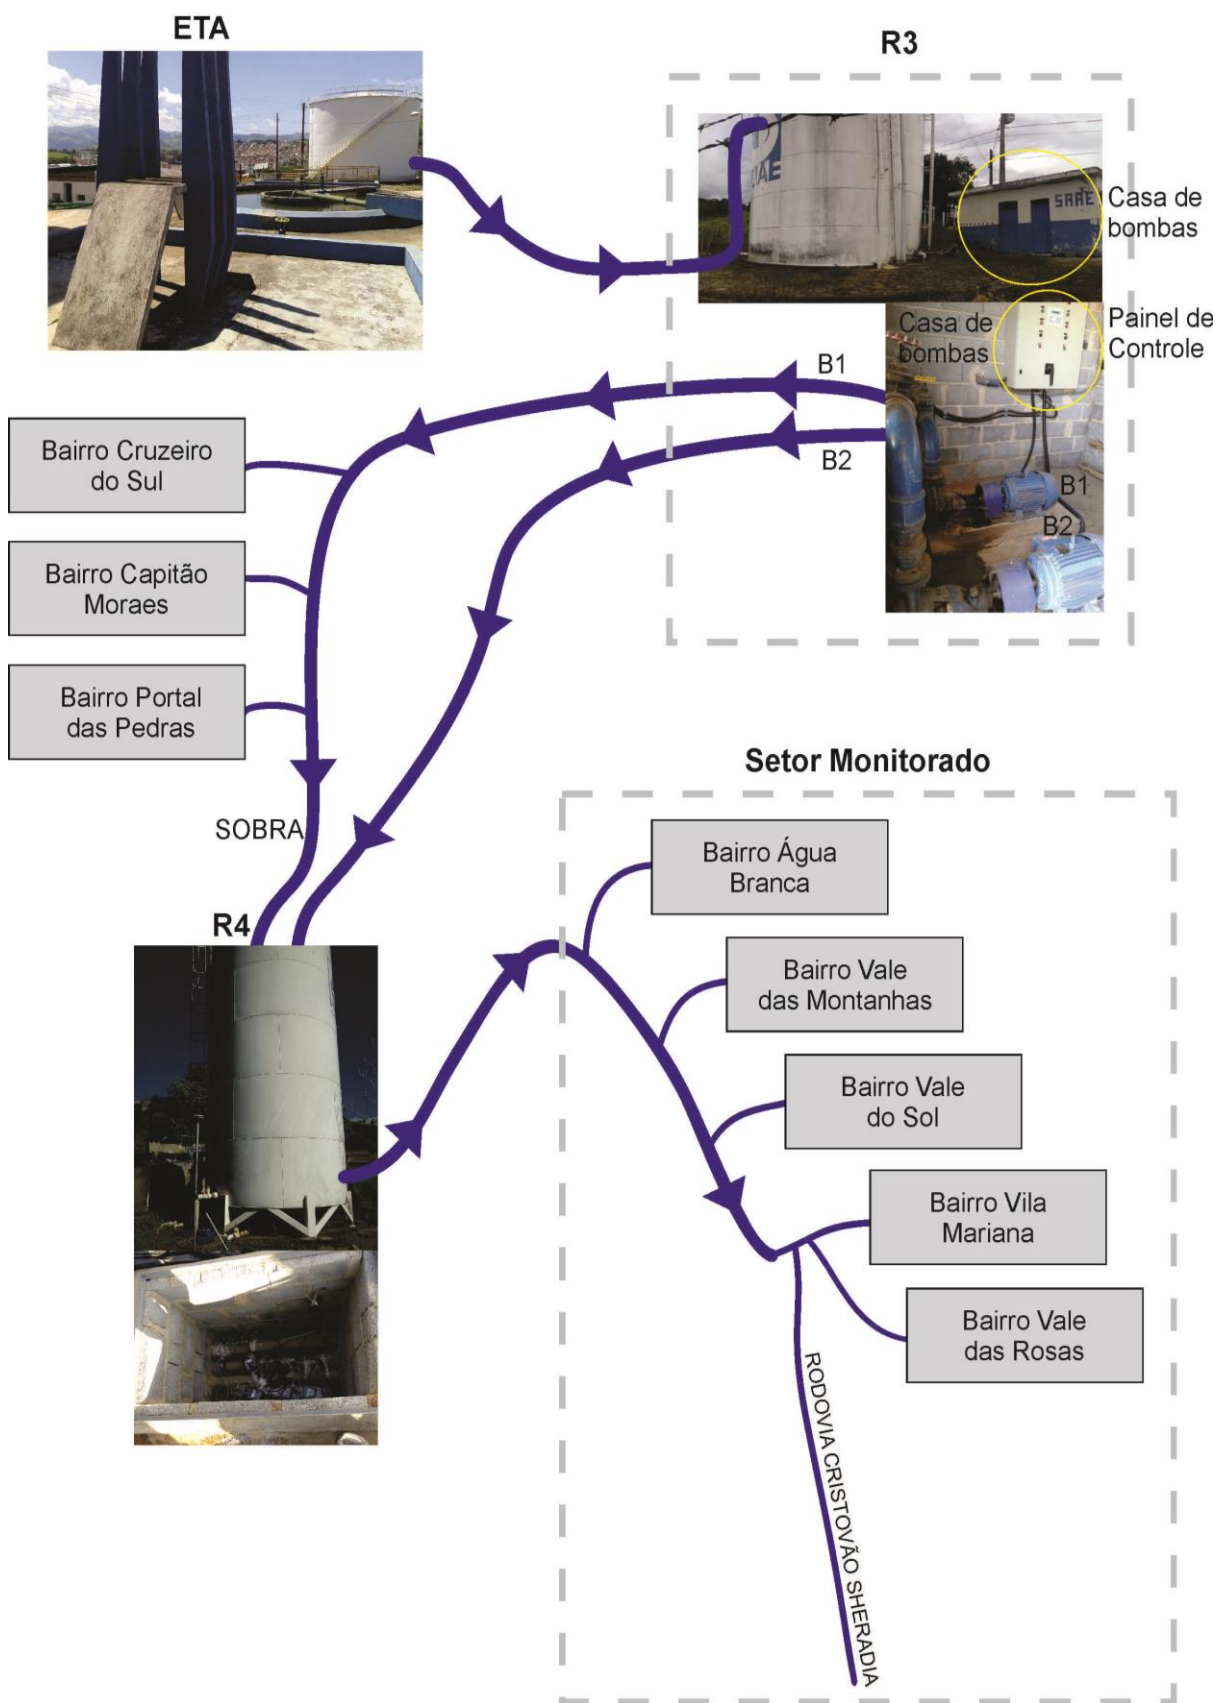 ETA
R3
SAAE
Casa de
bombas
Casa de
bombas
Painel de
Controle
B1
B2
B1
B2
Bairro Cruzeiro
do Sul
Bairro Capitão
Moraes
Bairro Portal
das Pedras
SOBRA
R4
Setor Monitorado
Bairro Água
Branca
Bairro Vale
das Montanhas
Bairro Vale
do Sol
Bairro Vila
Mariana
Bairro Vale
das Rosas
RODOVIA CRISTOVÃO SHERADIA